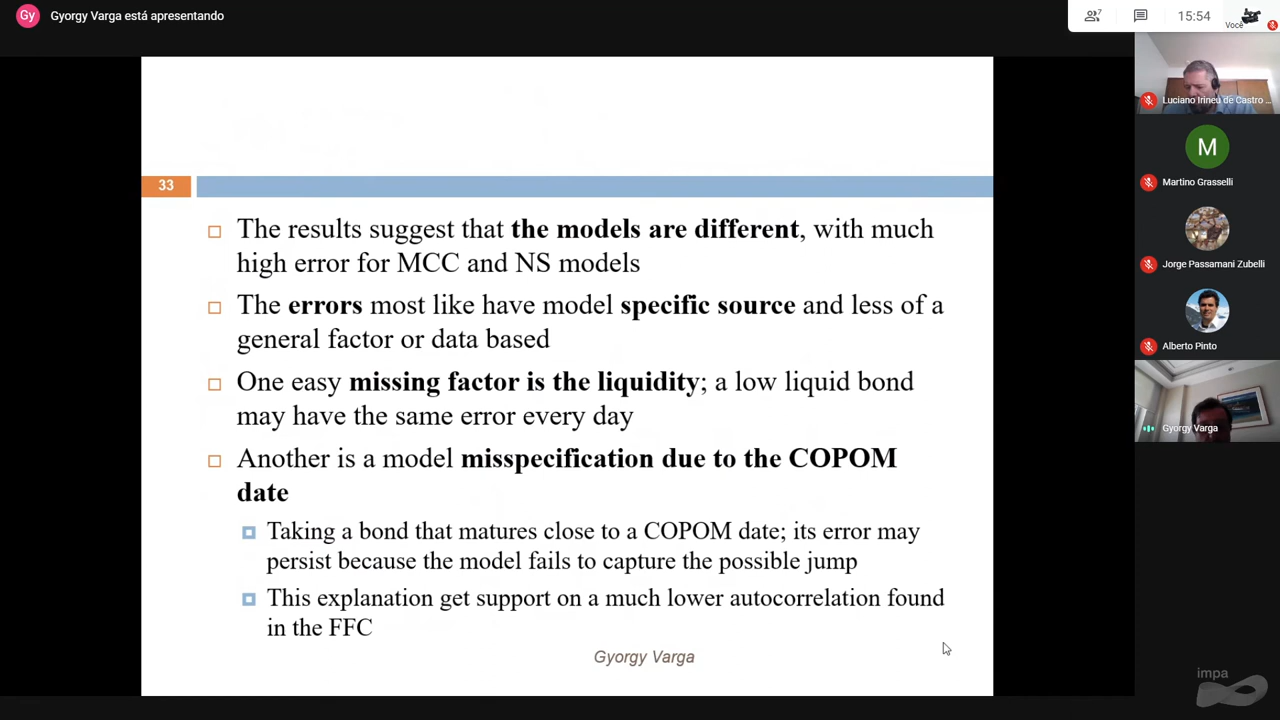 Gy
Gyorgy Varga está apresentando
7
15:54
Você
33
The results suggest that the models are different, with much
high error for MCC and NS models
The errors most like have model specific source and less of a
general factor or data based
One easy missing factor is the liquidity; a low liquid bond
may have the same error every day
Another is a model misspecification due to the COPOM
date
Taking a bond that matures close to a COPOM date; its error may
persist because the model fails to capture the possible jump
This explanation get support on a much lower autocorrelation found
in the FFC
Gyorgy Varga
Luciano Irineu de Castro ...
M
Martino Grasselli
Jorge Passamani Zubelli
Alberto Pinto
Gyorgy Varga
impa